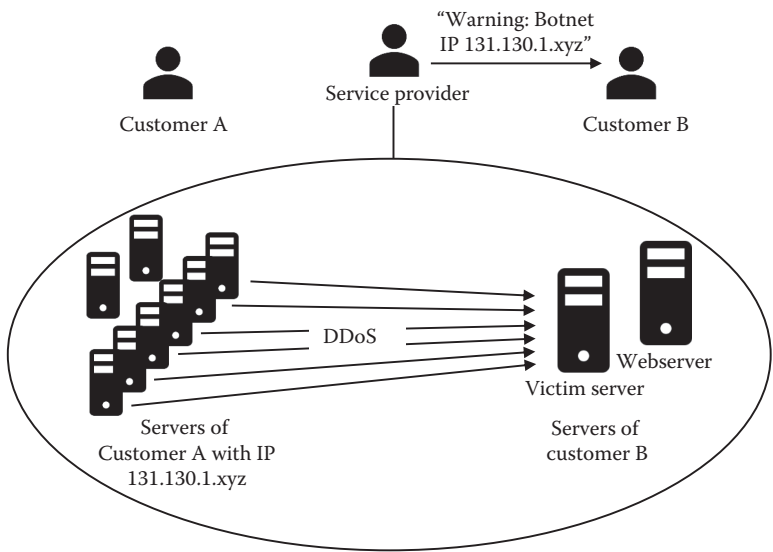 “Warning: Botnet
IP 131.130.1.xyz”
Service provider
Customer A
Customer B
DDoS
Webserver
Victim server
Servers of
Customer A with IP
131.130.1.xyz
Servers of
customer B